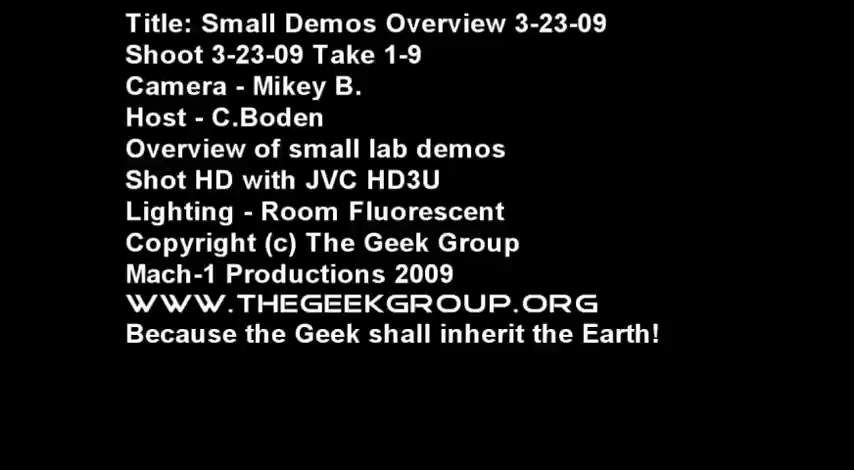 Title: Small Demos Overview 3-23-09
Shoot 3-23-09 Take 1-9
Camera - Mikey B.
Host - C.Boden
Overview of small lab demos
Shot HD with JVC HD3U
Lighting - Room Fluorescent
Copyright (c) The Geek Group
Mach-1 Productions 2009
WWW.THEGEEKGROUP.ORG
Because the Geek shall inherit the Earth!